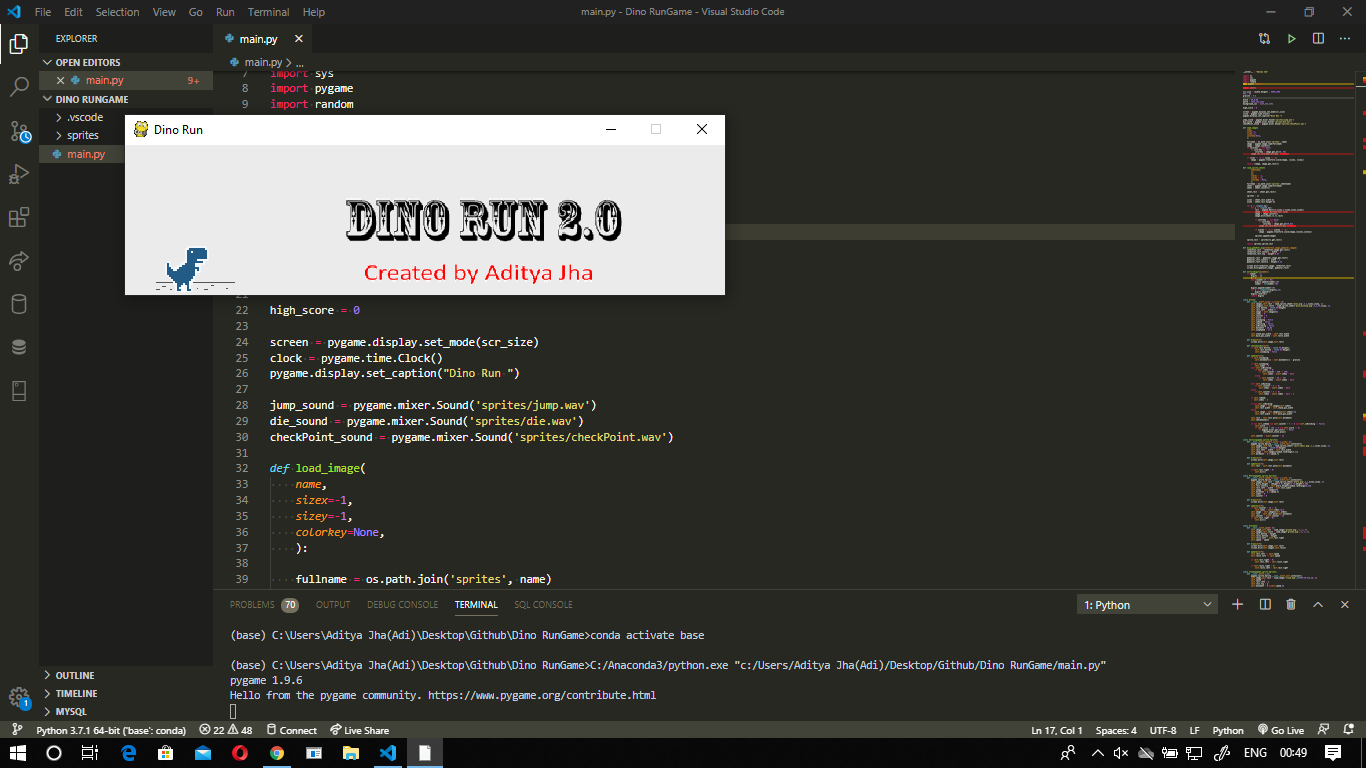 File Edit Selection View Go Run Terminal Help
main.py - Dino RunGame - Visual Studio Code
EXPLORER
OPEN EDITORS
main.py 9+
DINO RUNGAME
.vscode
sprites
main.py
OUTLINE
TIMELINE
MYSQL
main.py
main.py > ...
7 import sys
8 import pygame
9 import random
Dino Run
DINO RUN 2.0
Created by Aditya Jha
22 high_score = 0
23
24 screen = pygame.display.set_mode(scr_size)
25 clock = pygame.time.Clock()
26 pygame.display.set_caption("Dino Run ")
27
28 jump_sound = pygame.mixer.Sound('sprites/jump.wav')
29 die_sound = pygame.mixer.Sound('sprites/die.wav')
30 checkPoint_sound = pygame.mixer.Sound('sprites/checkPoint.wav')
31
32 def load_image(
33 name,
34 sizex=-1,
35 sizey=-1,
36 colorkey=None,
37 ):
38
39 fullname = os.path.join('sprites', name)
PROBLEMS 70 OUTPUT DEBUG CONSOLE TERMINAL SQL CONSOLE
1: Python
(base) C:\Users\Aditya Jha(Adi)\Desktop\Github\Dino RunGame>conda activate base
(base) C:\Users\Aditya Jha(Adi)\Desktop\Github\Dino RunGame>C:/Anaconda3/python.exe "c:/Users/Aditya Jha(Adi)/Desktop/Github/Dino RunGame/main.py"
pygame 1.9.6
Hello from the pygame community. https://www.pygame.org/contribute.html
1
Python 3.7.1 64-bit ('base': conda) 22 48 Connect Live Share
Ln 17, Col 1 Spaces: 4 UTF-8 LF Python Go Live
ENG 00:49